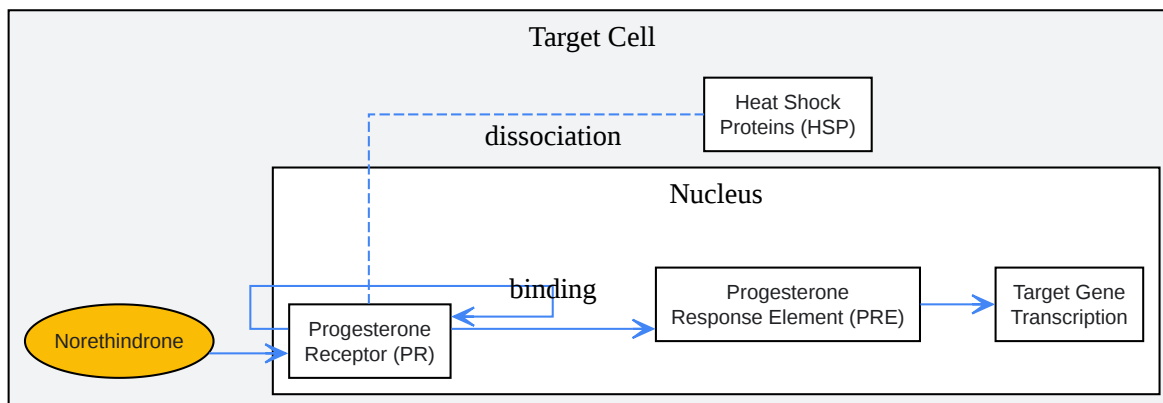 Target Cell
Heat Shock
Proteins (HSP)
dissociation
Nucleus
binding
Progesterone
Response Element (PRE)
Target Gene
Transcription
Norethindrone
Progesterone
Receptor (PR)